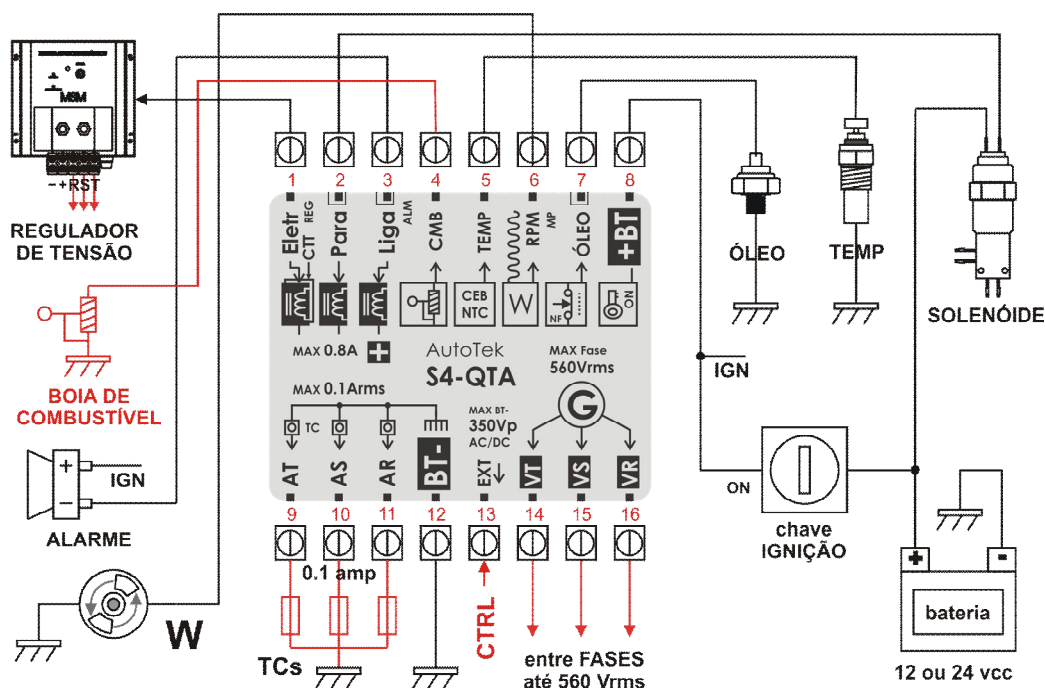 MSM
-+RST
REGULADOR
DE TENSÃO
BOIA DE
COMBUSTÍVEL
+
IGN
-
ALARME
W
1 2 3 4 5 6 7 8
Eletr
CTT
REG
Para
Liga
ALM
CMB
TEMP
RPM
MP
ÓLEO
+BT
CEB
NTC
W
NF
ON
MAX 0.8A
+
AutoTek
S4-QTA
MAX Fase
560Vrms
MAX 0.1Arms
TC
MAX BT-
350Vp
AC/DC
G
AT
AS
AR
BT-
EXT
VT
VS
VR
9 10 11 12 13 14 15 16
0.1 amp
TCs
CTRL
entre FASES
até 560 Vrms
ÓLEO
TEMP
SOLENÓIDE
IGN
ON
chave
IGNIÇÃO
+ -
bateria
12 ou 24 vcc